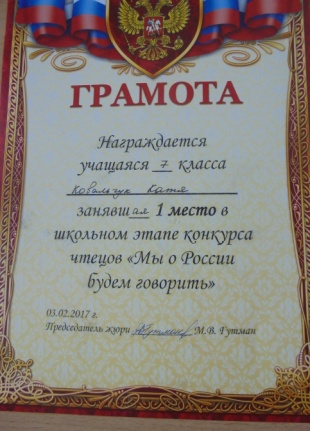 ГРАМОТА
Награждается
учащаяся 7 класса
Ковальчук Катя
занявшая 1 место в
школьном этапе конкурса
чтецов «Мы о России
будем говорить»
03.02.2017 г.
Председатель жюри М.В. Гутман